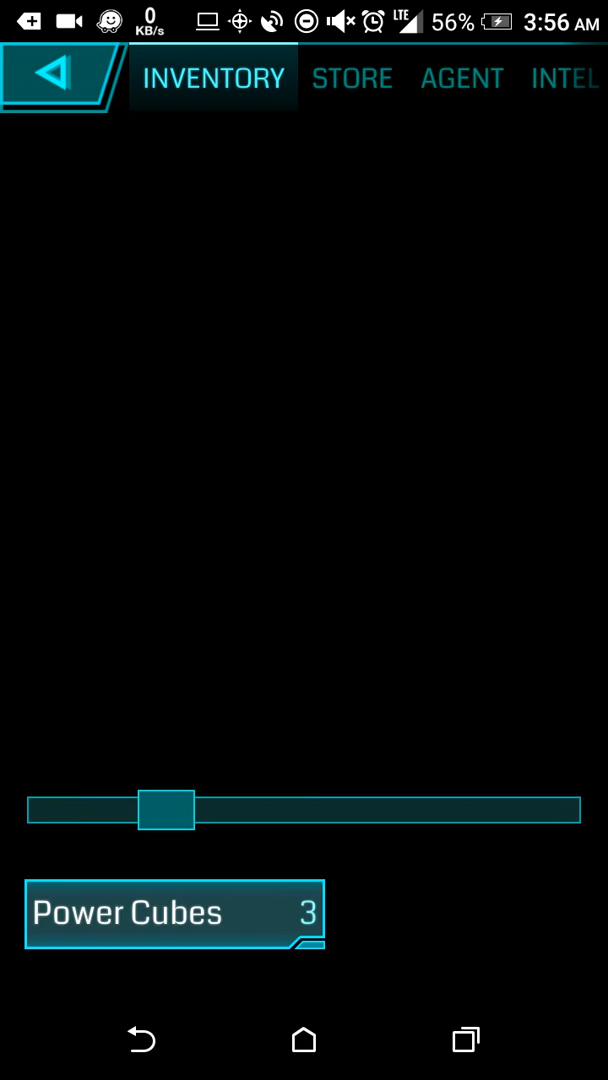 0
KB/s
LTE
56%
3:56 AM
INVENTORY STORE AGENT INTEL
Power Cubes 3